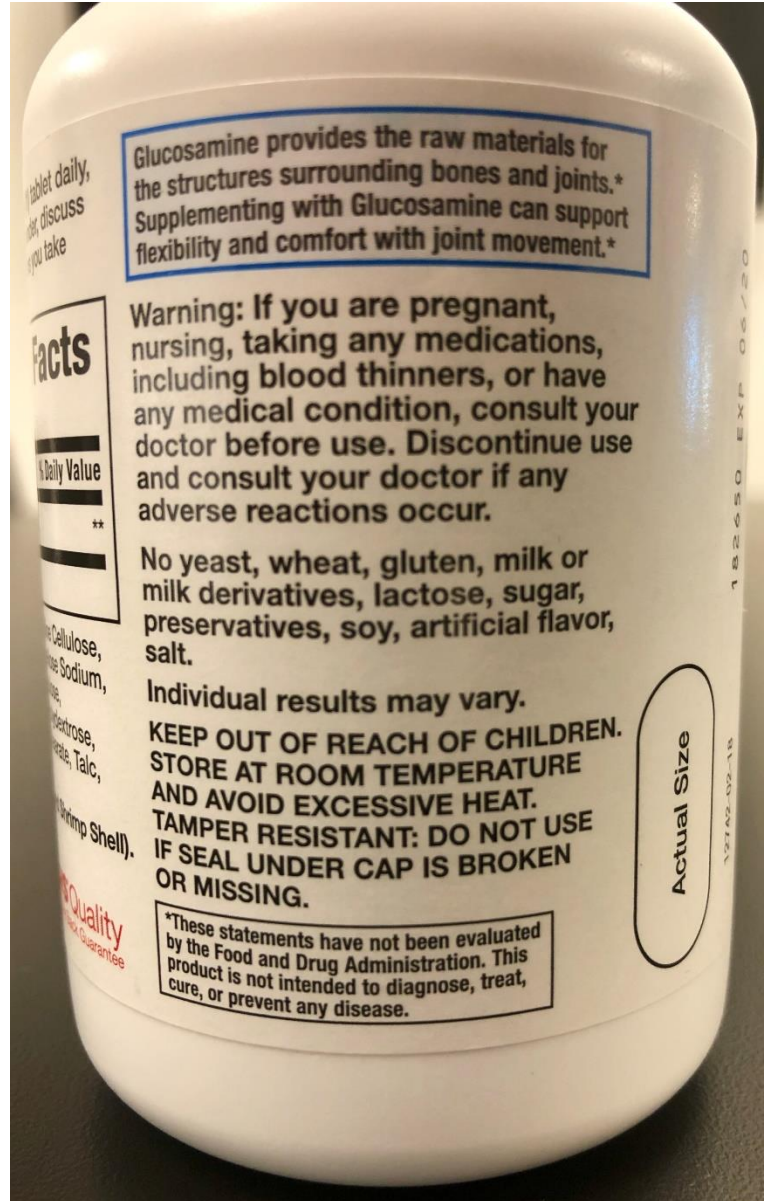 tablet daily,
discuss
you take
Facts
% Daily Value
**
Cellulose,
Sodium,
Talc,
Shrimp Shell).
Quality
Guarantee
Glucosamine provides the raw materials for
the structures surrounding bones and joints.*
Supplementing with Glucosamine can support
flexibility and comfort with joint movement.*
Warning: If you are pregnant,
nursing, taking any medications,
including blood thinners, or have
any medical condition, consult your
doctor before use. Discontinue use
and consult your doctor if any
adverse reactions occur.
No yeast, wheat, gluten, milk or
milk derivatives, lactose, sugar,
preservatives, soy, artificial flavor,
salt.
Individual results may vary.
KEEP OUT OF REACH OF CHILDREN.
STORE AT ROOM TEMPERATURE
AND AVOID EXCESSIVE HEAT.
TAMPER RESISTANT: DO NOT USE
IF SEAL UNDER CAP IS BROKEN
OR MISSING.
*These statements have not been evaluated
by the Food and Drug Administration. This
product is not intended to diagnose, treat,
cure, or prevent any disease.
Actual Size
182650 EXP 06/20
12742-02-18